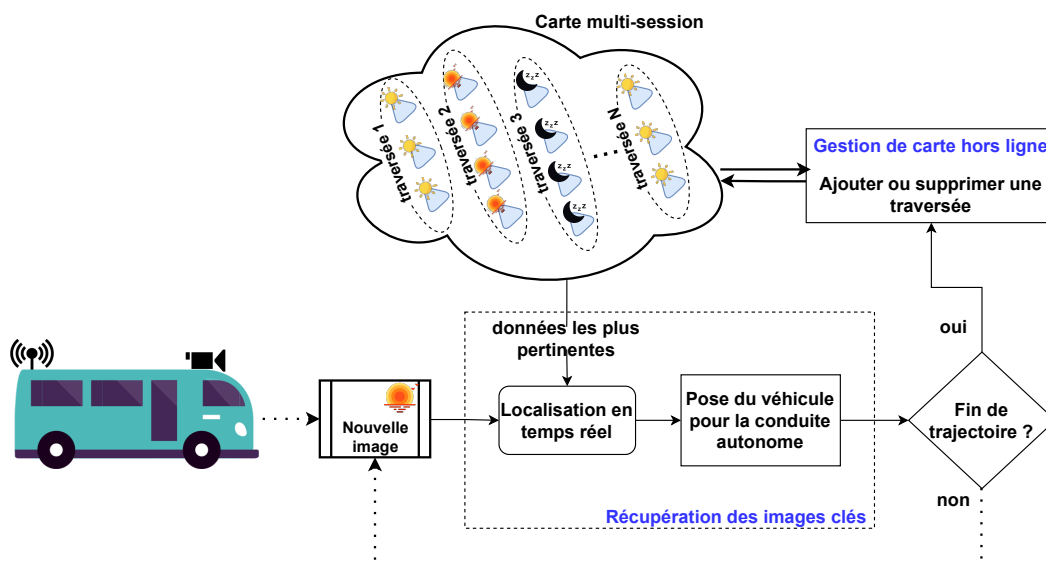 Carte multi-session
traversée 1
traversée 2
traversée 3
traversée N
z z z
z z z
z z z
z z z
Gestion de carte hors ligne
Ajouter ou supprimer une
traversée
données les plus
pertinentes
oui
Nouvelle
image
Localisation en
temps réel
Pose du véhicule
pour la conduite
autonome
Fin de
trajectoire ?
non
Récupération des images clés